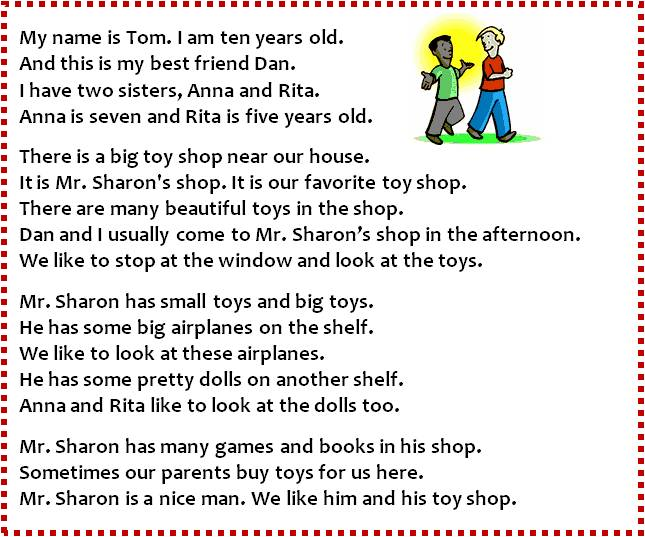 My name is Tom. I am ten years old.
And this is my best friend Dan.
I have two sisters, Anna and Rita.
Anna is seven and Rita is five years old.
There is a big toy shop near our house.
It is Mr. Sharon's shop. It is our favorite toy shop.
There are many beautiful toys in the shop.
Dan and I usually come to Mr. Sharon’s shop in the afternoon.
We like to stop at the window and look at the toys.
Mr. Sharon has small toys and big toys.
He has some big airplanes on the shelf.
We like to look at these airplanes.
He has some pretty dolls on another shelf.
Anna and Rita like to look at the dolls too.
Mr. Sharon has many games and books in his shop.
Sometimes our parents buy toys for us here.
Mr. Sharon is a nice man. We like him and his toy shop.